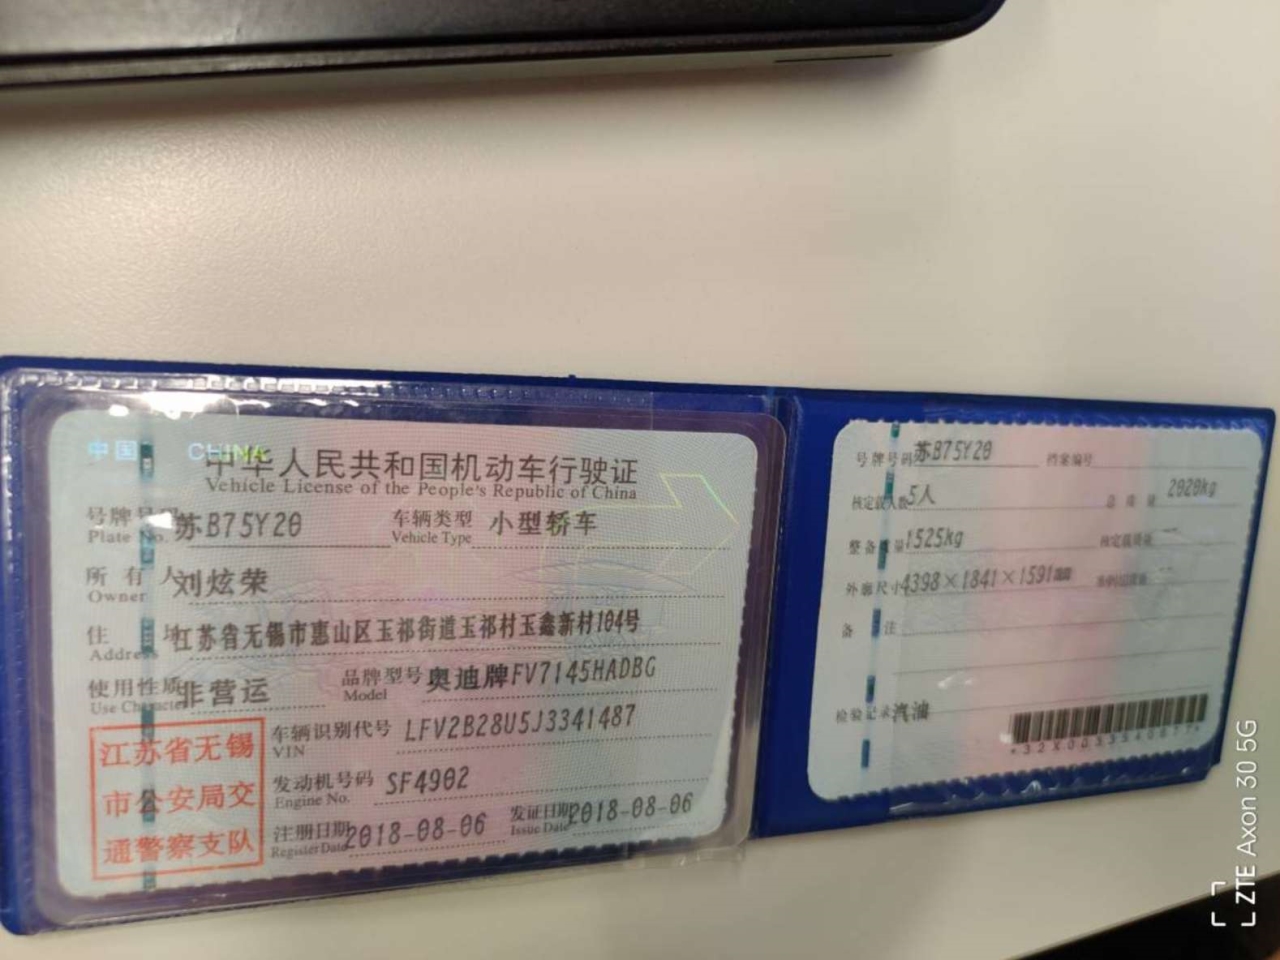 中国 CHINA
中华人民共和国机动车行驶证
Vehicle License of the People's Republic of China
号牌号码 苏B75Y20 车辆类型 小型轿车
Plate No. Vehicle Type
所有人 刘炫荣
Owner
住址 江苏省无锡市惠山区玉祁街道玉祁村玉鑫新村104号
Address
使用性质 非营运 品牌型号 奥迪牌FV7145HADBG
Use Character Model
江苏省无锡
市公安局交
通警察支队
车辆识别代号 LFV2B28U5J3341487
VIN
发动机号码 SF4902
Engine No.
注册日期 2018-08-06 发证日期 2018-08-06
Register Date Issue Date
号牌号码 苏B75Y20 档案编号
核定载人数 5人 总质量 2020kg
整备质量 1525kg 核定载质量
外廓尺寸 4398×1841×1591mm
备注
检验记录 汽油
ZTE Axon 30 5G